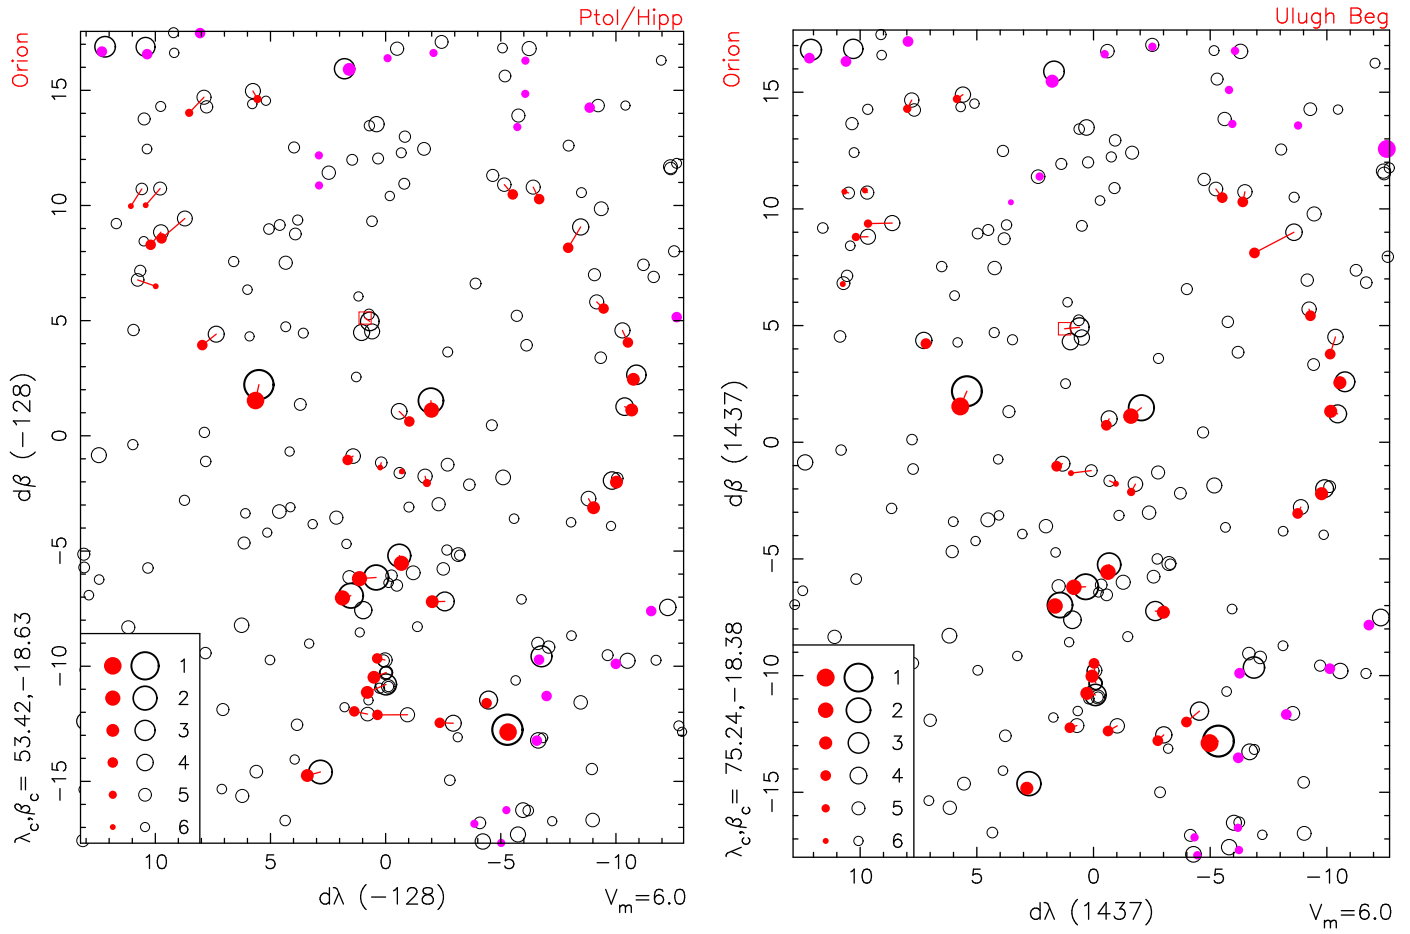 Ptol/Hipp
Orion
15
10
5
0
−5
−10
−15
dβ (−128)
λc,βc= 53.42,−18.63
1
2
3
4
5
6
10 5 0 −5 −10
dλ (−128)
Vm=6.0
Ulugh Beg
Orion
15
10
5
0
−5
−10
−15
dβ (1437)
λc,βc= 75.24,−18.38
1
2
3
4
5
6
10 5 0 −5 −10
dλ (1437)
Vm=6.0